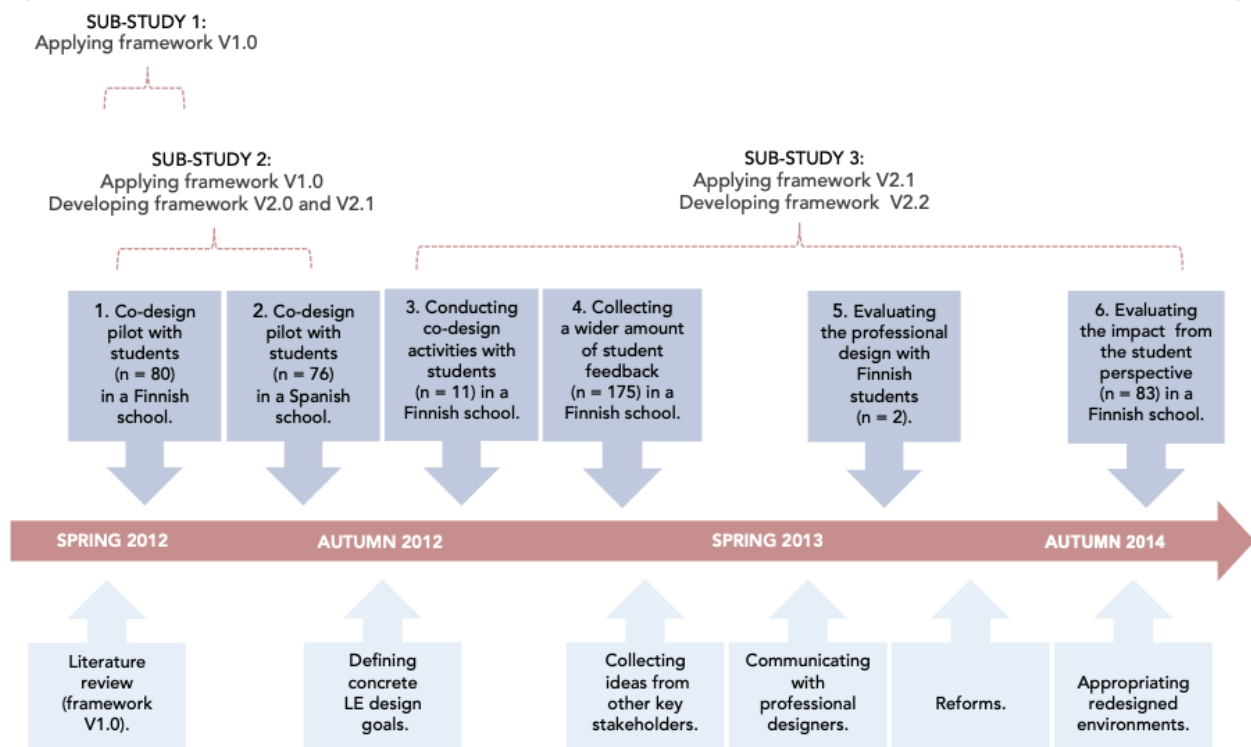 SUB-STUDY 1:
Applying framework V1.0
SUB-STUDY 2:
Applying framework V1.0
Developing framework V2.0 and V2.1
SUB-STUDY 3:
Applying framework V2.1
Developing framework V2.2
1. Co-design
pilot with
students
(n = 80)
in a Finnish
school.
2. Co-design
pilot with
students
(n = 76)
in a Spanish
school.
3. Conducting
co-design
activities with
students
(n = 11) in a
Finnish school.
4. Collecting
a wider amount
of student
feedback
(n = 175) in a
Finnish school.
5. Evaluating
the professional
design with
Finnish
students
(n = 2).
6. Evaluating
the impact from
the student
perspective
(n = 83) in a
Finnish school.
SPRING 2012
AUTUMN 2012
SPRING 2013
AUTUMN 2014
Literature
review
(framework
V1.0).
Defining
concrete
LE design
goals.
Collecting
ideas from
other key
stakeholders.
Communicating
with
professional
designers.
Reforms.
Appropriating
redesigned
environments.